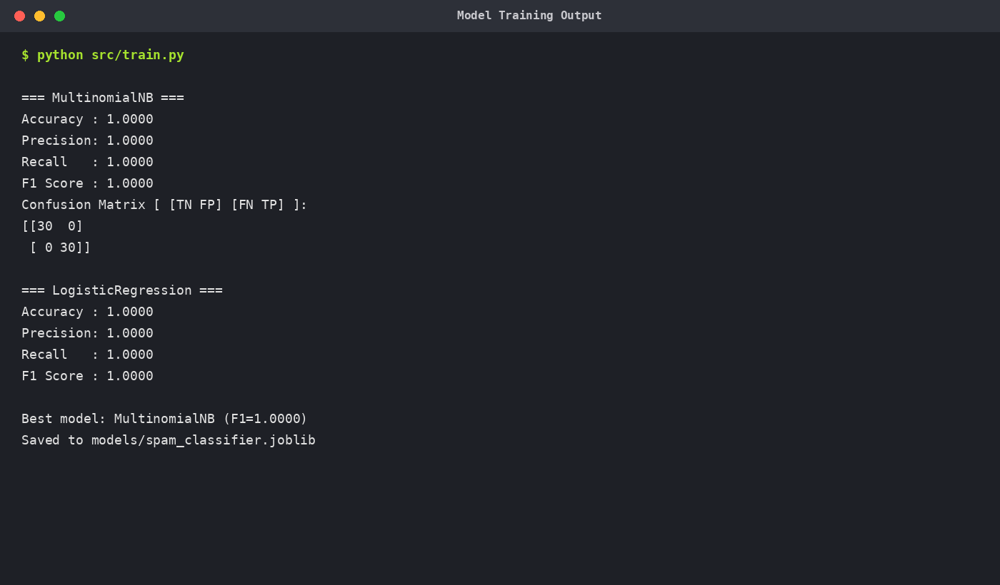 Model Training Output
$ python src/train.py
=== MultinomialNB ===
Accuracy : 1.0000
Precision: 1.0000
Recall   : 1.0000
F1 Score : 1.0000
Confusion Matrix [ [TN FP] [FN TP] ]:
[[30  0]
 [ 0 30]]
=== LogisticRegression ===
Accuracy : 1.0000
Precision: 1.0000
Recall   : 1.0000
F1 Score : 1.0000
Best model: MultinomialNB (F1=1.0000)
Saved to models/spam_classifier.joblib